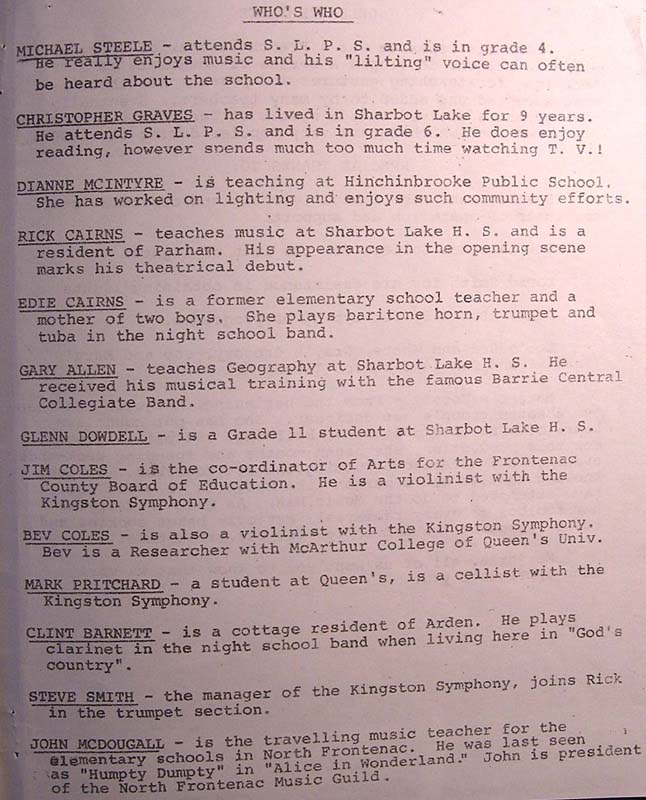 WHO'S WHO
MICHAEL STEELE - attends S. L. P. S. and is in grade 4.
He really enjoys music and his "lilting" voice can often
be heard about the school.
CHRISTOPHER GRAVES - has lived in Sharbot Lake for 9 years.
He attends S. L. P. S. and is in grade 6. He does enjoy
reading, however spends much too much time watching T. V.!
DIANNE MCINTYRE - is teaching at Hinchinbrooke Public School.
She has worked on lighting and enjoys such community efforts.
RICK CAIRNS - teaches music at Sharbot Lake H. S. and is a
resident of Parham. His appearance in the opening scene
marks his theatrical debut.
EDIE CAIRNS - is a former elementary school teacher and a
mother of two boys. She plays baritone horn, trumpet and
tuba in the night school band.
GARY ALLEN - teaches Geography at Sharbot Lake H. S. He
received his musical training with the famous Barrie Central
Collegiate Band.
GLENN DOWDELL - is a Grade 11 student at Sharbot Lake H. S.
JIM COLES - is the co-ordinator of Arts for the Frontenac
County Board of Education. He is a violinist with the
Kingston Symphony.
BEV COLES - is also a violinist with the Kingston Symphony.
Bev is a Researcher with McArthur College of Queen's Univ.
MARK PRITCHARD - a student at Queen's, is a cellist with the
Kingston Symphony.
CLINT BARNETT - is a cottage resident of Arden. He plays
clarinet in the night school band when living here in "God's
country".
STEVE SMITH - the manager of the Kingston Symphony, joins Rick
in the trumpet section.
JOHN MCDOUGALL - is the travelling music teacher for the
elementary schools in North Frontenac. He was last seen
as "Humpty Dumpty" in "Alice in Wonderland." John is president
of the North Frontenac Music Guild.